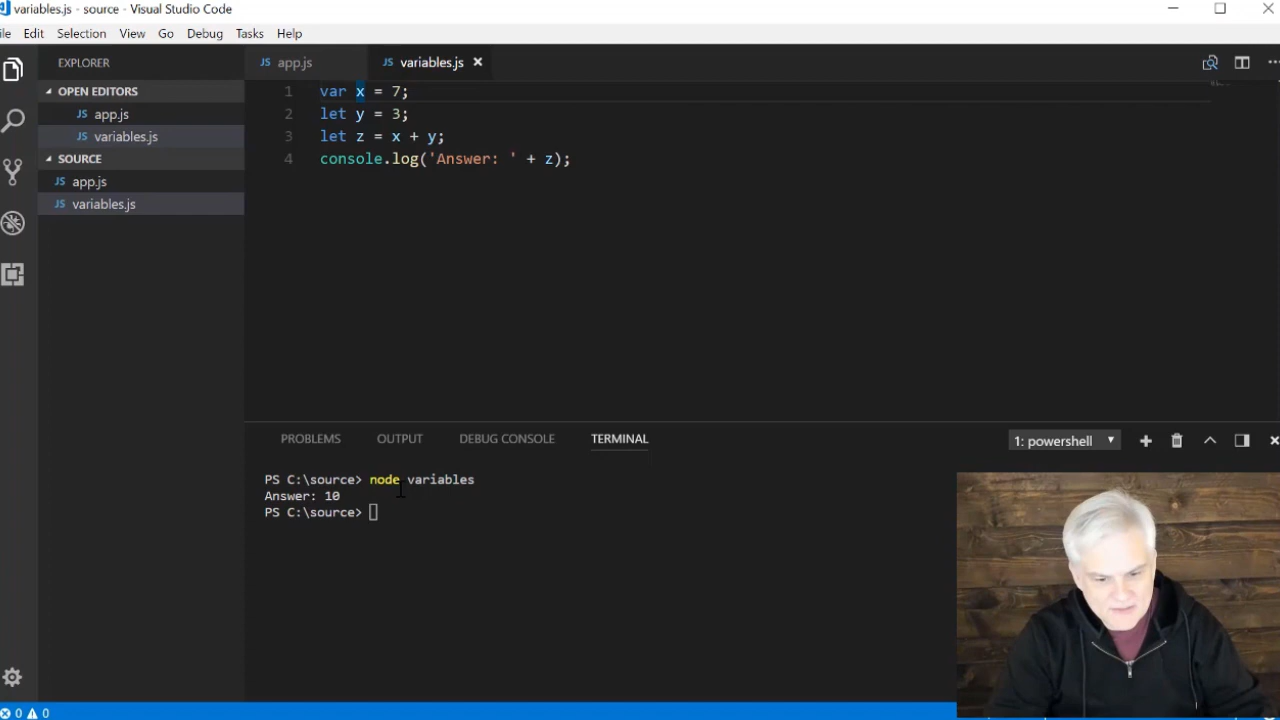 variables.js - source - Visual Studio Code
ile Edit Selection View Go Debug Tasks Help
EXPLORER
JS app.js
JS variables.js
OPEN EDITORS
JS app.js
JS variables.js
SOURCE
JS app.js
JS variables.js
1 var x = 7;
2 let y = 3;
3 let z = x + y;
4 console.log('Answer: ' + z);
PROBLEMS OUTPUT DEBUG CONSOLE TERMINAL
1: powershell
PS C:\source> node variables
Answer: 10
PS C:\source>
0 0